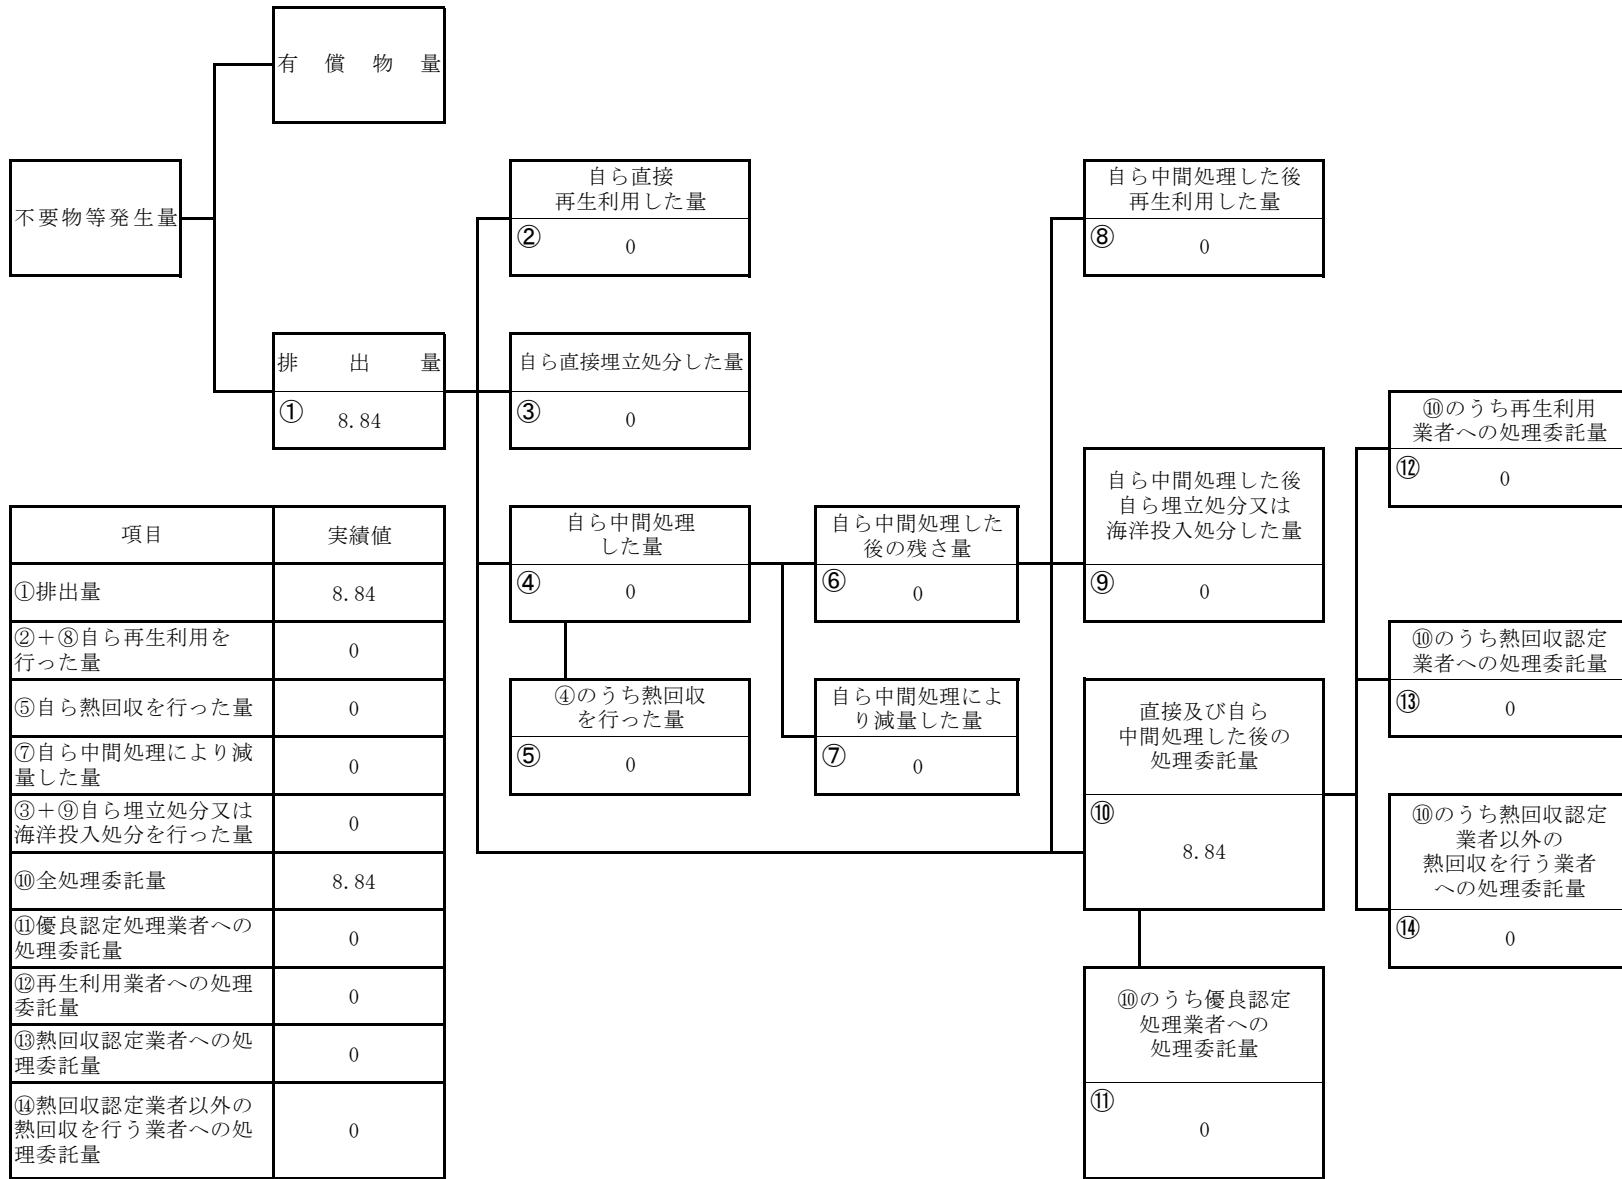 有償物量
不要物等発生量
自ら直接
再生利用した量
② 0
自ら中間処理した後
再生利用した量
⑧ 0
排出量
① 8.84
自ら直接埋立処分した量
③ 0
⑩のうち再生利用
業者への処理委託量
⑫ 0
自ら中間処理
した量
④ 0
自ら中間処理した
後の残さ量
⑥ 0
自ら中間処理した後
自ら埋立処分又は
海洋投入処分した量
⑨ 0
⑩のうち熱回収認定
業者への処理委託量
⑬ 0
④のうち熱回収
を行った量
⑤ 0
自ら中間処理によ
り減量した量
⑦ 0
直接及び自ら
中間処理した後の
処理委託量
⑩
8.84
⑩のうち熱回収認定
業者以外の
熱回収を行う業者
への処理委託量
⑭ 0
⑩のうち優良認定
処理業者への
処理委託量
⑪
0
項目 実績値
①排出量 8.84
②+⑧自ら再生利用を
行った量 0
⑤自ら熱回収を行った量 0
⑦自ら中間処理により減
量した量 0
③+⑨自ら埋立処分又は
海洋投入処分を行った量 0
⑩全処理委託量 8.84
⑪優良認定処理業者への
処理委託量 0
⑫再生利用業者への処理
委託量 0
⑬熱回収認定業者への処
理委託量 0
⑭熱回収認定業者以外の
熱回収を行う業者への処 0
理委託量